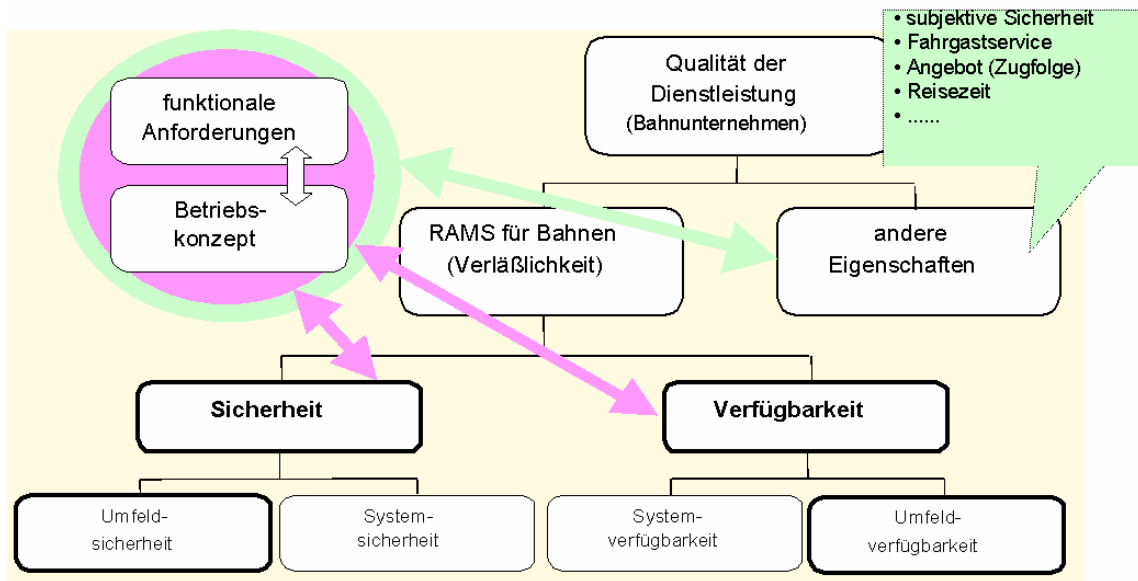 funktionale
Anforderungen
Betriebs-
konzept
Qualität der
Dienstleistung
(Bahnunternehmen)
• subjektive Sicherheit
• Fahrgastservice
• Angebot (Zugfolge)
• Reisezeit
• ......
RAMS für Bahnen
(Verläßlichkeit)
andere
Eigenschaften
Sicherheit
Verfügbarkeit
Umfeld-
sicherheit
System-
sicherheit
System-
verfügbarkeit
Umfeld-
verfügbarkeit